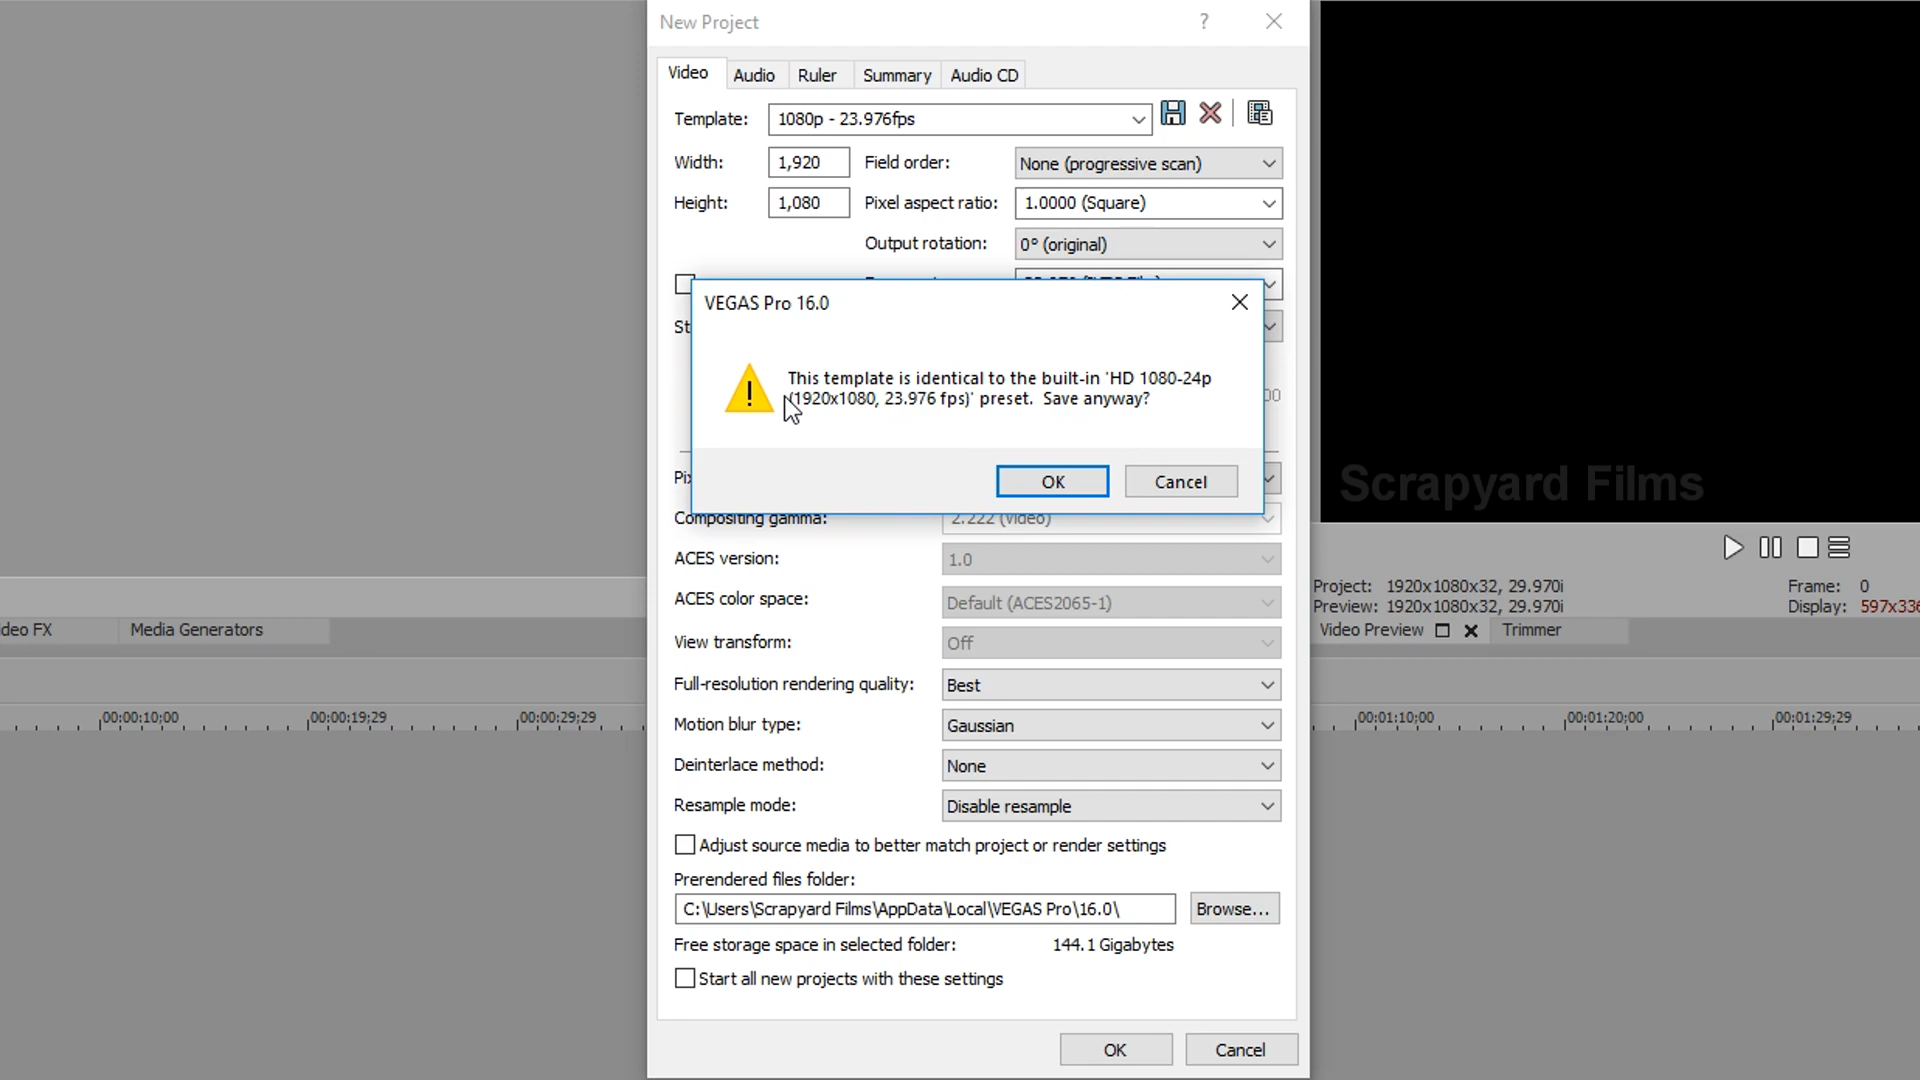 New Project
?
Video
Audio
Ruler
Summary
Audio CD
Template:
1080p - 23.976fps
Width:
1,920
Field order:
None (progressive scan)
Height:
1,080
Pixel aspect ratio:
1.0000 (Square)
Output rotation:
0° (original)
VEGAS Pro 16.0
St
This template is identical to the built-in 'HD 1080-24p
(1920x1080, 23.976 fps)' preset. Save anyway?
00
OK
Cancel
Pix
Compositing gamma:
2.222 (video)
ACES version:
1.0
ACES color space:
Default (ACES2065-1)
View transform:
Off
Full-resolution rendering quality:
Best
Motion blur type:
Gaussian
Deinterlace method:
None
Resample mode:
Disable resample
Adjust source media to better match project or render settings
Prerendered files folder:
C:\Users\Scrapyard Films\AppData\Local\VEGAS Pro\16.0\
Browse...
Free storage space in selected folder:
144.1 Gigabytes
Start all new projects with these settings
OK
Cancel
Scrapyard Films
Project: 1920x1080x32, 29.970i
Frame: 0
Preview: 1920x1080x32, 29.970i
Display: 597x336
Video Preview
Trimmer
deo FX
Media Generators
00:00:10;00
00:00:19;29
00:00:29;29
00:01:10;00
00:01:20;00
00:01:29;29